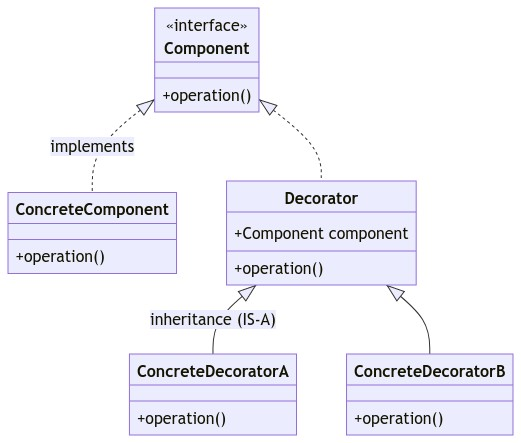 «interface»
Component
+operation()
implements
ConcreteComponent
+operation()
Decorator
+Component component
+operation()
inheritance (IS-A)
ConcreteDecoratorA
+operation()
ConcreteDecoratorB
+operation()